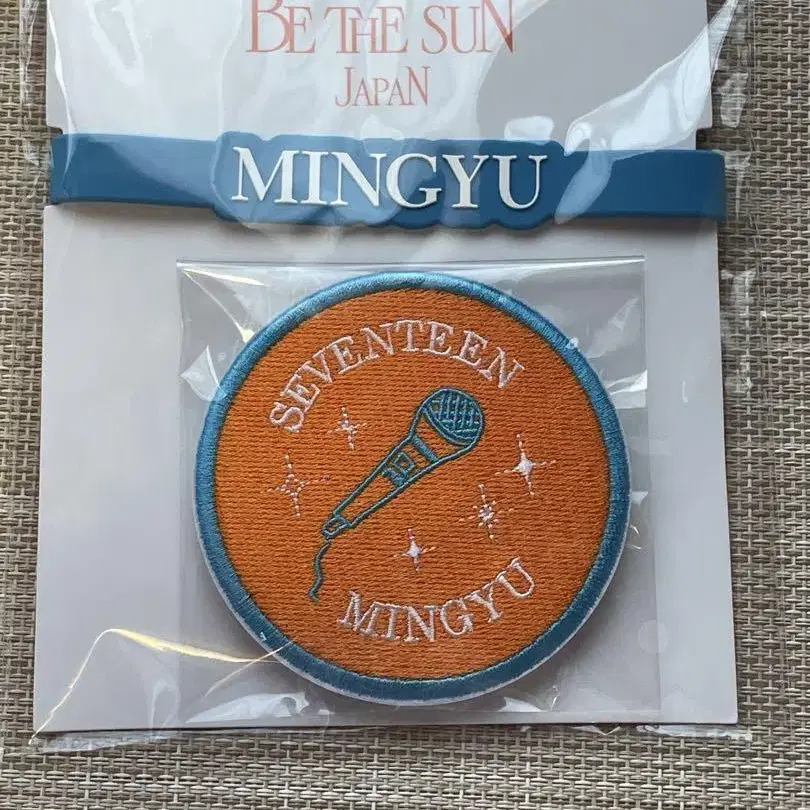 BE THE SUN
JAPAN
MINGYU
SEVENTEEN
MINGYU